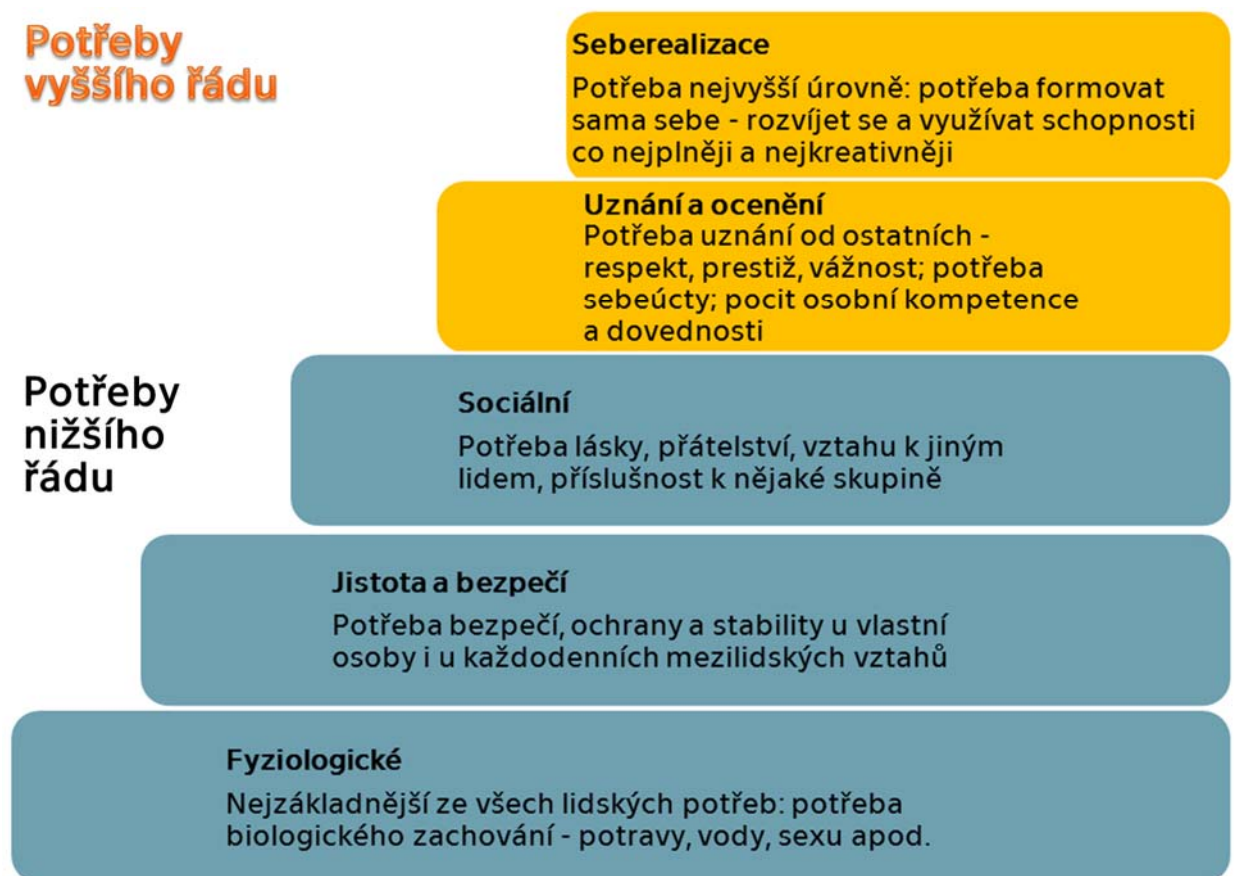 Potřeby
vyššího řádu
Seberealizace
Potřeba nejvyšší úrovně: potřeba formovat
sama sebe - rozvíjet se a využívat schopnosti
co nejplněji a nejkreativněji
Uznání a ocenění
Potřeba uznání od ostatních -
respekt, prestiž, vážnost; potřeba
sebeúcty; pocit osobní kompetence
a dovednosti
Potřeby
nižšího
řádu
Sociální
Potřeba lásky, přátelství, vztahu k jiným
lidem, příslušnost k nějaké skupině
Jistota a bezpečí
Potřeba bezpečí, ochrany a stability u vlastní
osoby i u každodenních mezilidských vztahů
Fyziologické
Nejzákladnější ze všech lidských potřeb: potřeba
biologického zachování - potravy, vody, sexu apod.